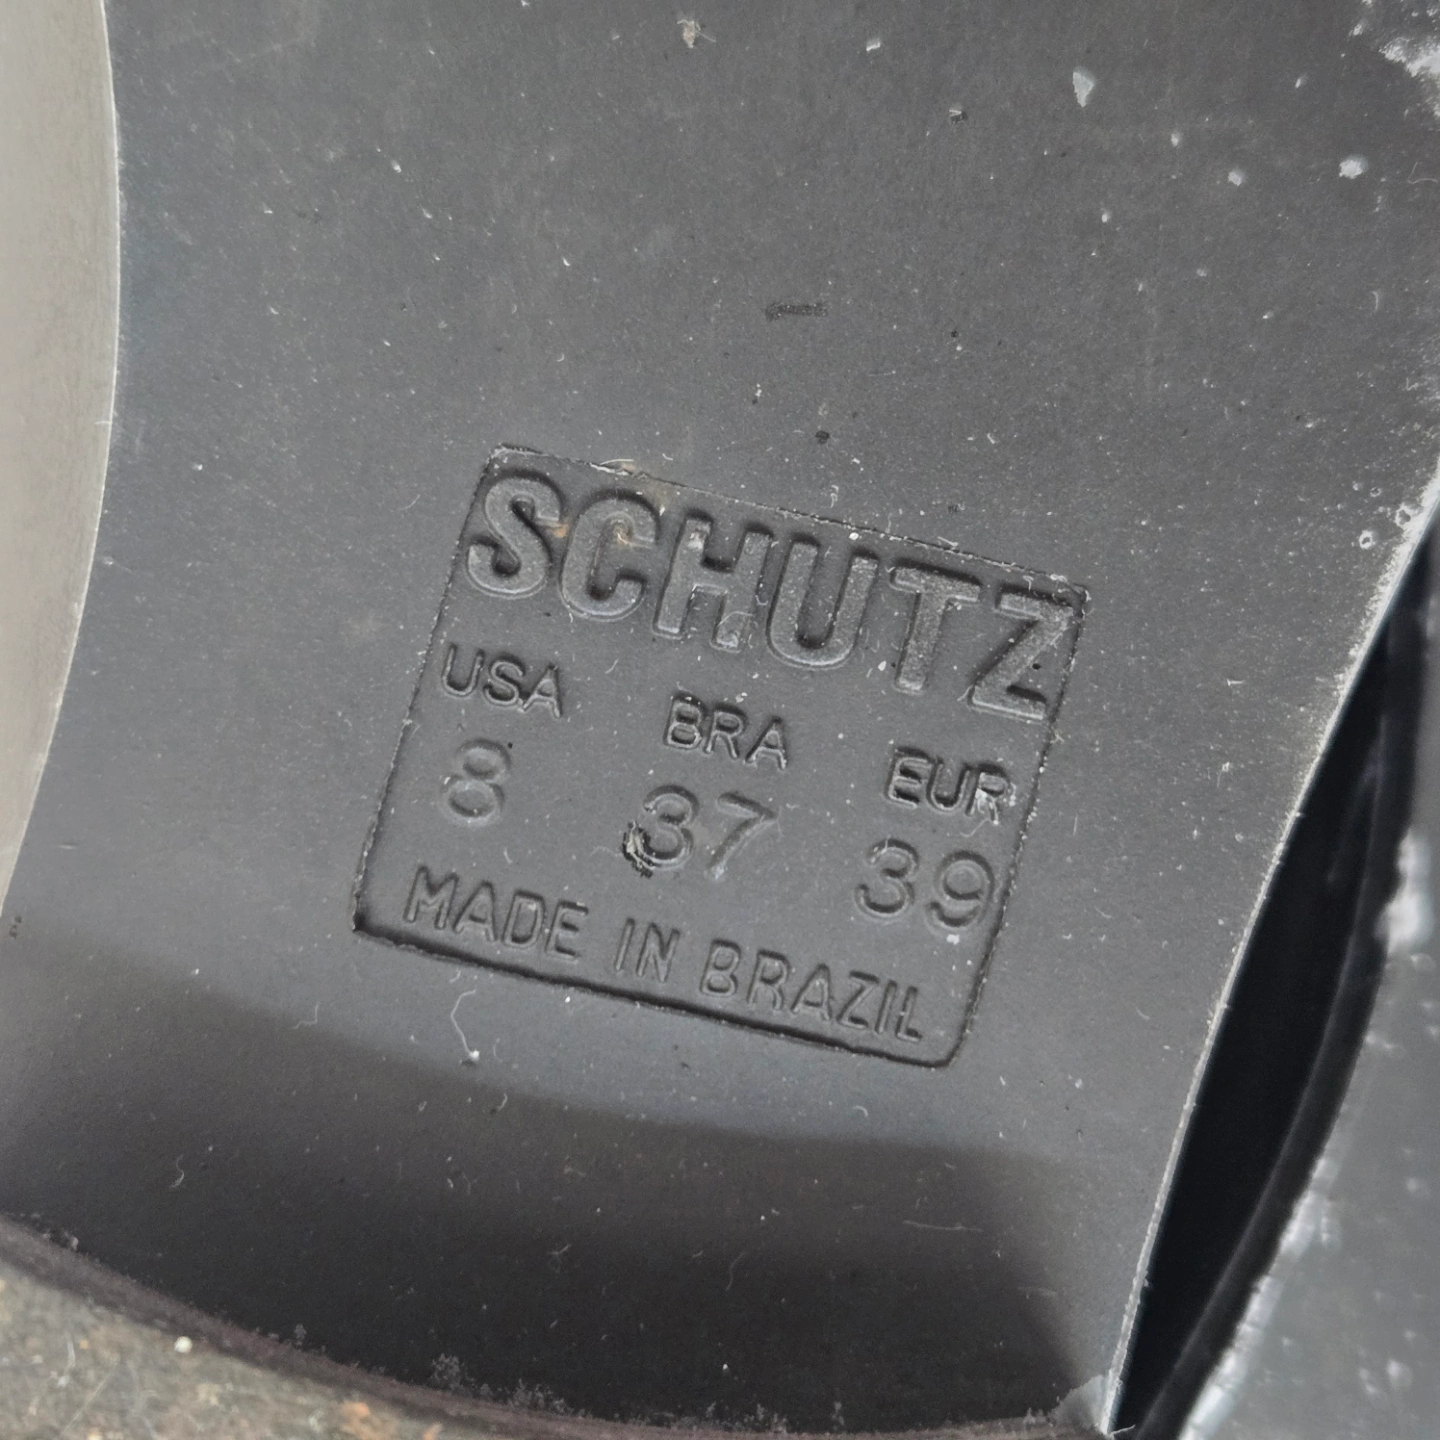 SCHUTZ
USA BRA EUR
8 37 39
MADE IN BRAZIL